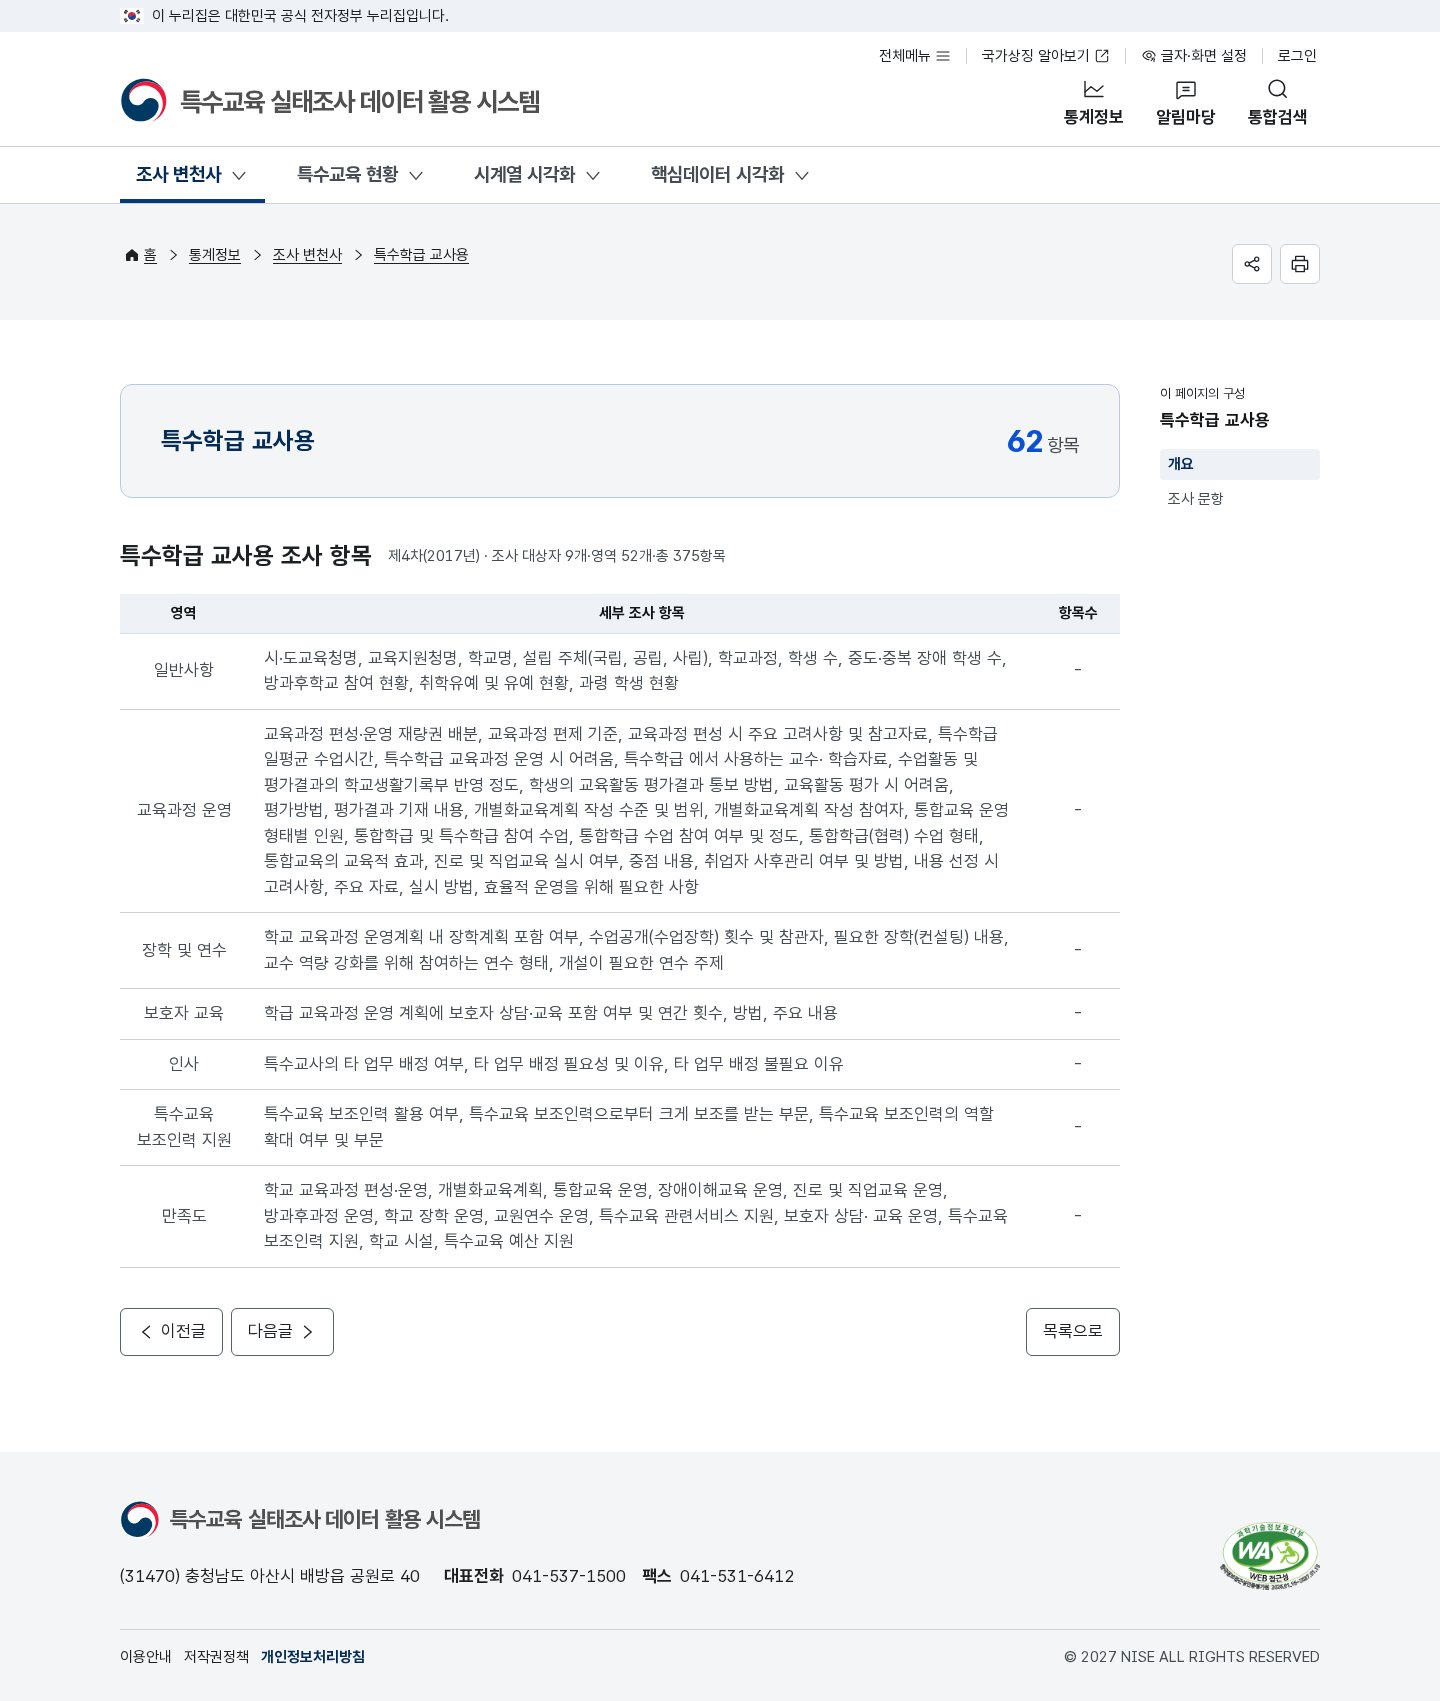 이 누리집은 대한민국 공식 전자정부 누리집입니다.
전체메뉴
국가상징 알아보기
글자·화면 설정
로그인
특수교육 실태조사 데이터 활용 시스템
통계정보
알림마당
통합검색
조사 변천사
특수교육 현황
시계열 시각화
핵심데이터 시각화
홈
통계정보
조사 변천사
특수학급 교사용
특수학급 교사용
62 항목
이 페이지의 구성
특수학급 교사용
개요
조사 문항
특수학급 교사용 조사 항목
제4차(2017년) · 조사 대상자 9개·영역 52개·총 375항목
영역
세부 조사 항목
항목수
일반사항
시·도교육청명, 교육지원청명, 학교명, 설립 주체(국립, 공립, 사립), 학교과정, 학생 수, 중도·중복 장애 학생 수,
방과후학교 참여 현황, 취학유예 및 유예 현황, 과령 학생 현황
-
교육과정 운영
교육과정 편성·운영 재량권 배분, 교육과정 편제 기준, 교육과정 편성 시 주요 고려사항 및 참고자료, 특수학급
일평균 수업시간, 특수학급 교육과정 운영 시 어려움, 특수학급 에서 사용하는 교수· 학습자료, 수업활동 및
평가결과의 학교생활기록부 반영 정도, 학생의 교육활동 평가결과 통보 방법, 교육활동 평가 시 어려움,
평가방법, 평가결과 기재 내용, 개별화교육계획 작성 수준 및 범위, 개별화교육계획 작성 참여자, 통합교육 운영
형태별 인원, 통합학급 및 특수학급 참여 수업, 통합학급 수업 참여 여부 및 정도, 통합학급(협력) 수업 형태,
통합교육의 교육적 효과, 진로 및 직업교육 실시 여부, 중점 내용, 취업자 사후관리 여부 및 방법, 내용 선정 시
고려사항, 주요 자료, 실시 방법, 효율적 운영을 위해 필요한 사항
-
장학 및 연수
학교 교육과정 운영계획 내 장학계획 포함 여부, 수업공개(수업장학) 횟수 및 참관자, 필요한 장학(컨설팅) 내용,
교수 역량 강화를 위해 참여하는 연수 형태, 개설이 필요한 연수 주제
-
보호자 교육
학급 교육과정 운영 계획에 보호자 상담·교육 포함 여부 및 연간 횟수, 방법, 주요 내용
-
인사
특수교사의 타 업무 배정 여부, 타 업무 배정 필요성 및 이유, 타 업무 배정 불필요 이유
-
특수교육
보조인력 지원
특수교육 보조인력 활용 여부, 특수교육 보조인력으로부터 크게 보조를 받는 부문, 특수교육 보조인력의 역할
확대 여부 및 부문
-
만족도
학교 교육과정 편성·운영, 개별화교육계획, 통합교육 운영, 장애이해교육 운영, 진로 및 직업교육 운영,
방과후과정 운영, 학교 장학 운영, 교원연수 운영, 특수교육 관련서비스 지원, 보호자 상담· 교육 운영, 특수교육
보조인력 지원, 학교 시설, 특수교육 예산 지원
-
이전글
다음글
목록으로
특수교육 실태조사 데이터 활용 시스템
(31470) 충청남도 아산시 배방읍 공원로 40 대표전화 041-537-1500 팩스 041-531-6412
과학기술정보통신부
WA
WEB 접근성
이용안내
저작권정책
개인정보처리방침
© 2027 NISE ALL RIGHTS RESERVED